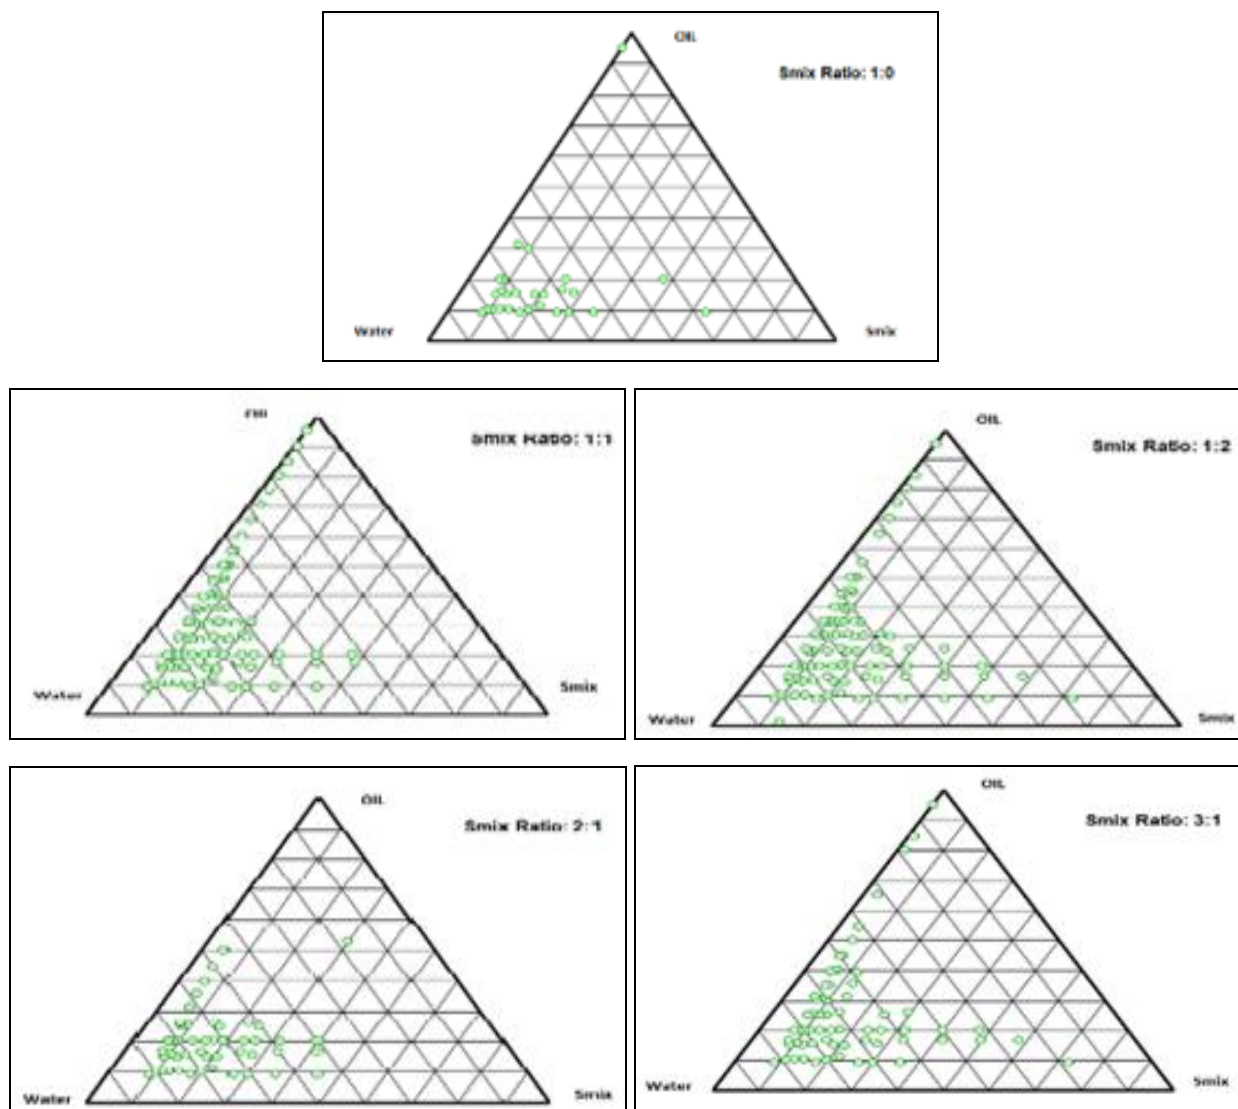 OIL
Smix Ratio: 1:0
Water
Smix
Smix Ratio: 1:1
Water
Smix
OIL
Smix Ratio: 1:2
Water
Smix
OIL
Smix Ratio: 2:1
Water
Smix
OIL
Smix Ratio: 3:1
Water
Smix